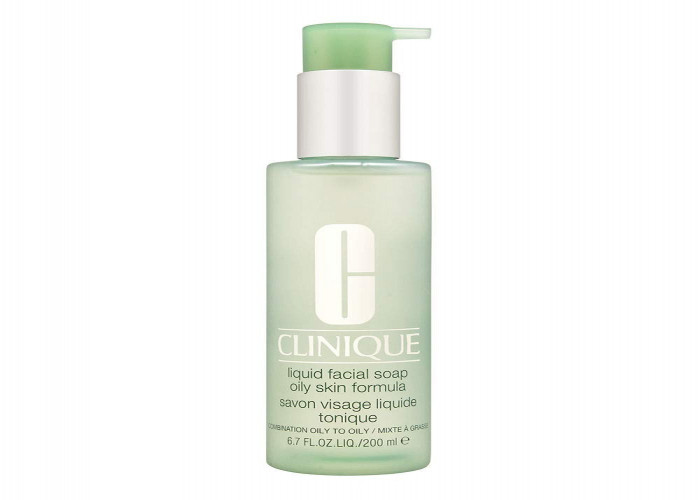 C
CLINIQUE
liquid facial soap
oily skin formula
savon visage liquide
tonique
COMBINATION OILY TO OILY / MIXTE À GRASSE
6.7 FL.OZ.LIQ./200 ml ℮